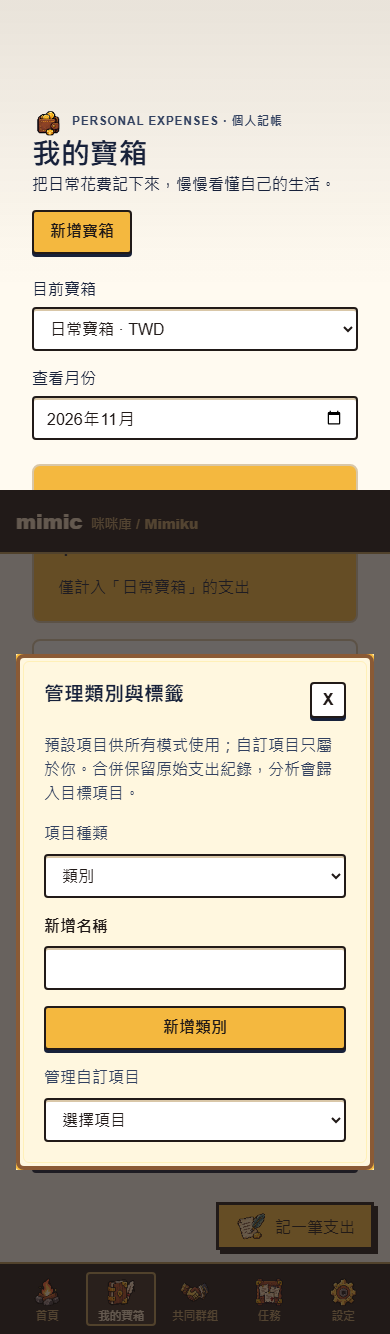 PERSONAL EXPENSES · 個人記帳
我的寶箱
把日常花費記下來，慢慢看懂自己的生活。
新增寶箱
目前寶箱
日常寶箱 · TWD
查看月份
2026年11月
mimic 咪咪庫 / Mimiku
僅計入「日常寶箱」的支出
管理類別與標籤
X
預設項目供所有模式使用；自訂項目只屬
於你。合併保留原始支出紀錄，分析會歸
入目標項目。
項目種類
類別
新增名稱
新增類別
管理自訂項目
選擇項目
記一筆支出
首頁
我的寶箱
共同群組
任務
設定